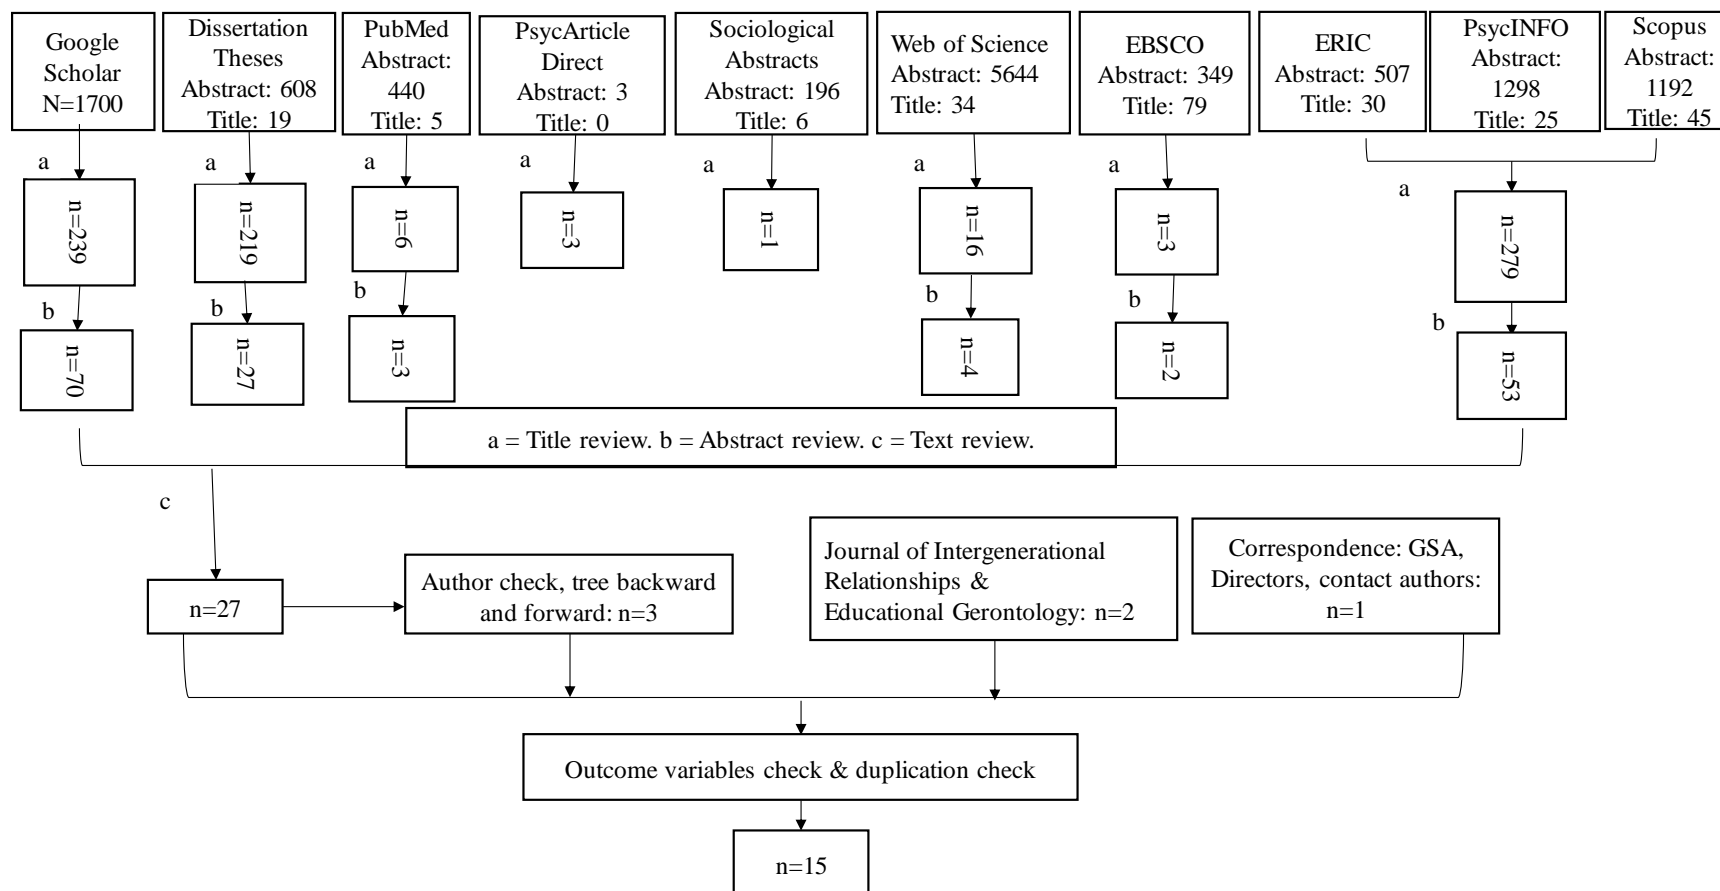 Google
Scholar
N=1700
Dissertation
Theses
Abstract: 608
Title: 19
PubMed
Abstract:
440
Title: 5
PsycArticle
Direct
Abstract: 3
Title: 0
Sociological
Abstracts
Abstract: 196
Title: 6
Web of Science
Abstract: 5644
Title: 34
EBSCO
Abstract: 349
Title: 79
ERIC
Abstract: 507
Title: 30
PsycINFO
Abstract:
1298
Title: 25
Scopus
Abstract:
1192
Title: 45
a
a
a
a
a
a
a
a
n=239
n=219
n=6
n=3
n=1
n=16
n=3
n=279
b
b
b
b
b
b
n=70
n=27
n=3
n=4
n=2
n=53
a = Title review. b = Abstract review. c = Text review.
c
n=27
Author check, tree backward
and forward: n=3
Journal of Intergenerational
Relationships &
Educational Gerontology: n=2
Correspondence: GSA,
Directors, contact authors:
n=1
Outcome variables check & duplication check
n=15